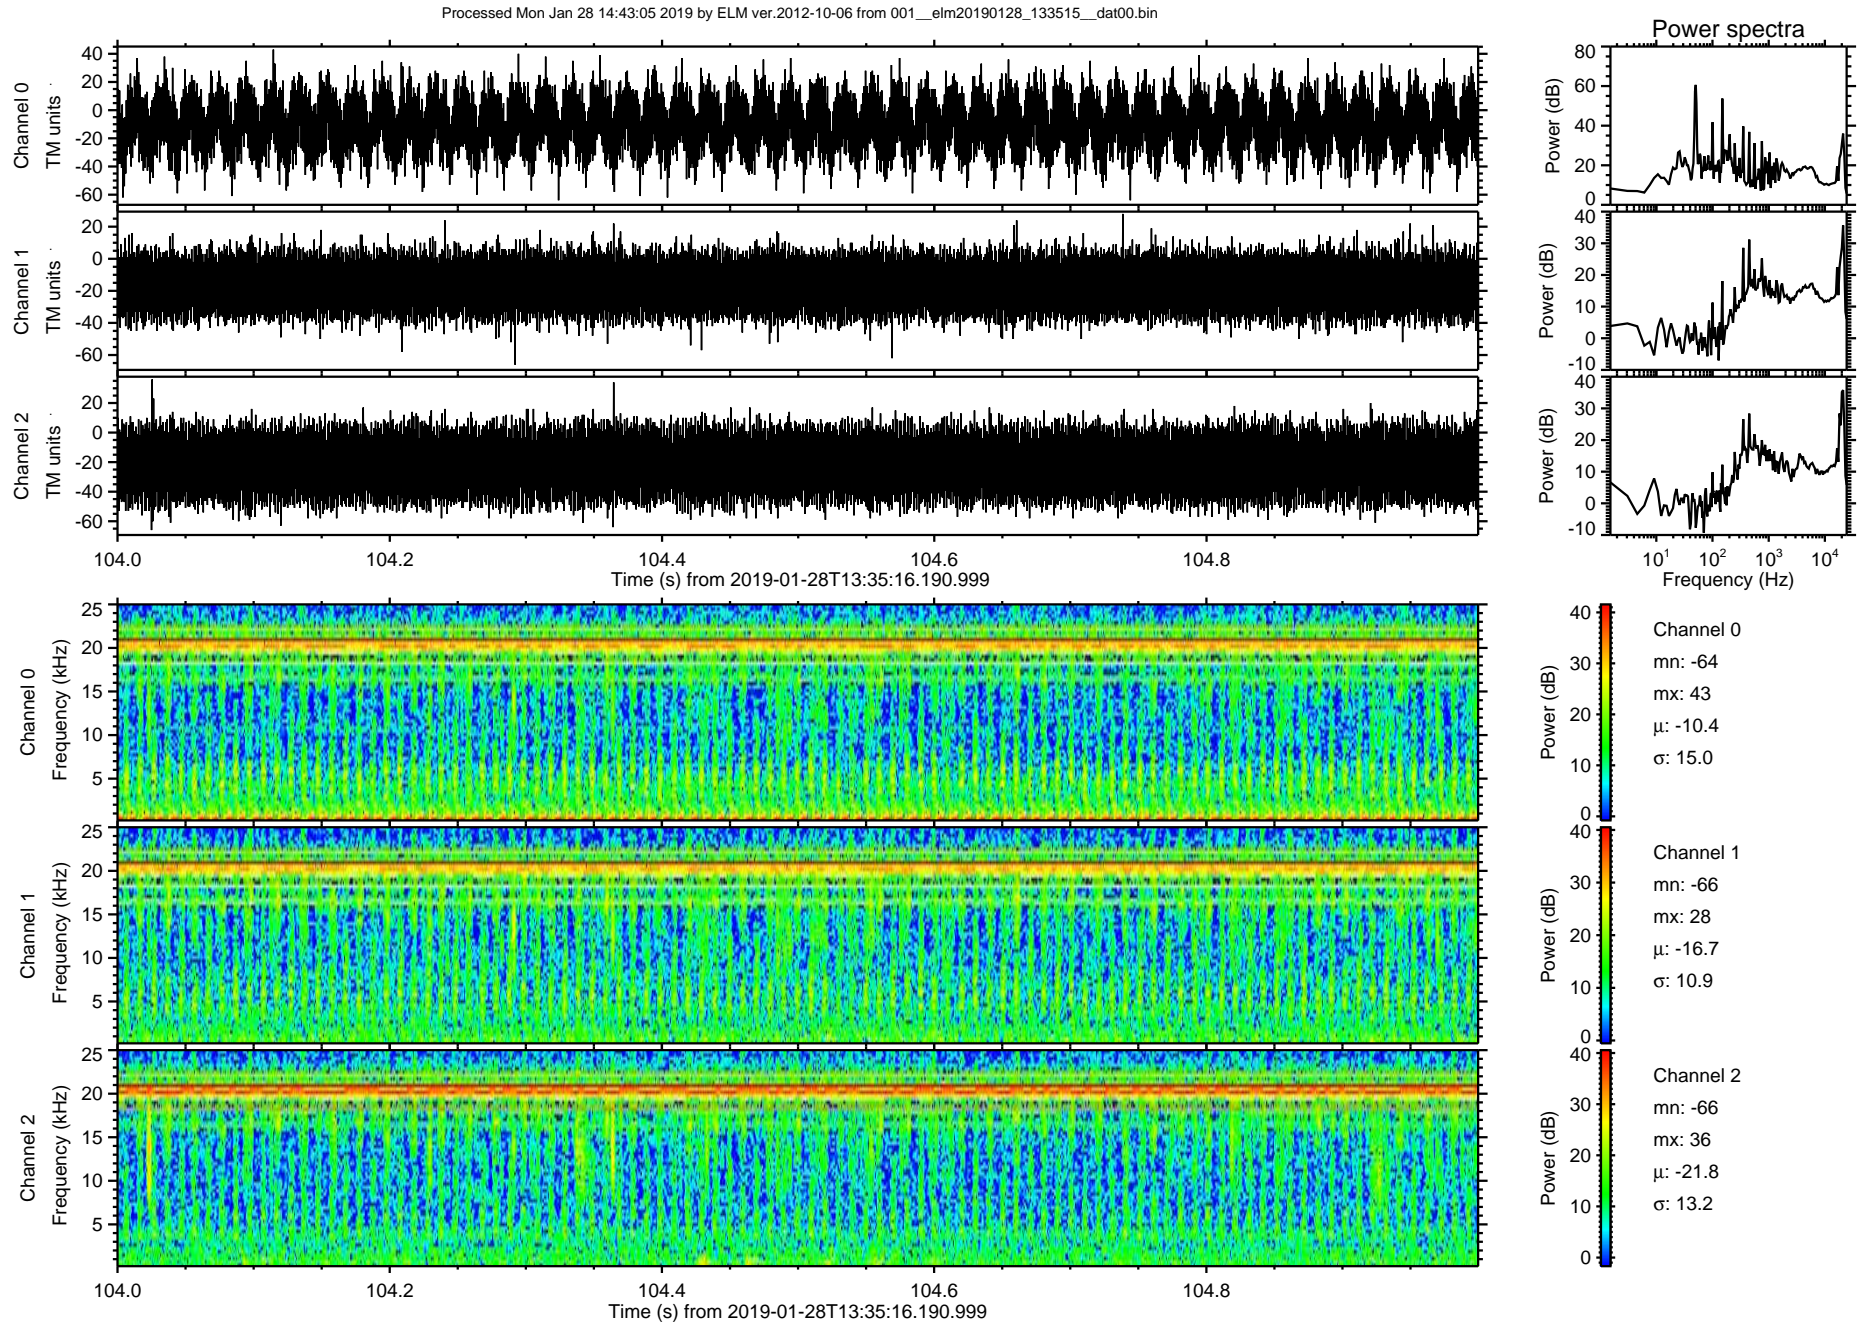 Processed Mon Jan 28 14:43:05 2019 by ELM ver.2012-10-06 from 001__elm20190128_133515__dat00.bin
Power spectra
Channel 0
TM units
40
20
0
-20
-40
-60
Power (dB)
80
60
40
20
0
Channel 1
TM units
20
0
-20
-40
-60
Power (dB)
40
30
20
10
0
-10
Channel 2
TM units
20
0
-20
-40
-60
Power (dB)
40
30
20
10
0
-10
104.0 104.2 104.4 104.6 104.8
Time (s) from 2019-01-28T13:35:16.190.999
10^1 10^2 10^3 10^4
Frequency (Hz)
Channel 0
Frequency (kHz)
25
20
15
10
5
Power (dB)
40
30
20
10
0
Channel 0
mn: -64
mx: 43
µ: -10.4
σ: 15.0
Channel 1
Frequency (kHz)
25
20
15
10
5
Power (dB)
40
30
20
10
0
Channel 1
mn: -66
mx: 28
µ: -16.7
σ: 10.9
Channel 2
Frequency (kHz)
25
20
15
10
5
Power (dB)
40
30
20
10
0
Channel 2
mn: -66
mx: 36
µ: -21.8
σ: 13.2
104.0 104.2 104.4 104.6 104.8
Time (s) from 2019-01-28T13:35:16.190.999